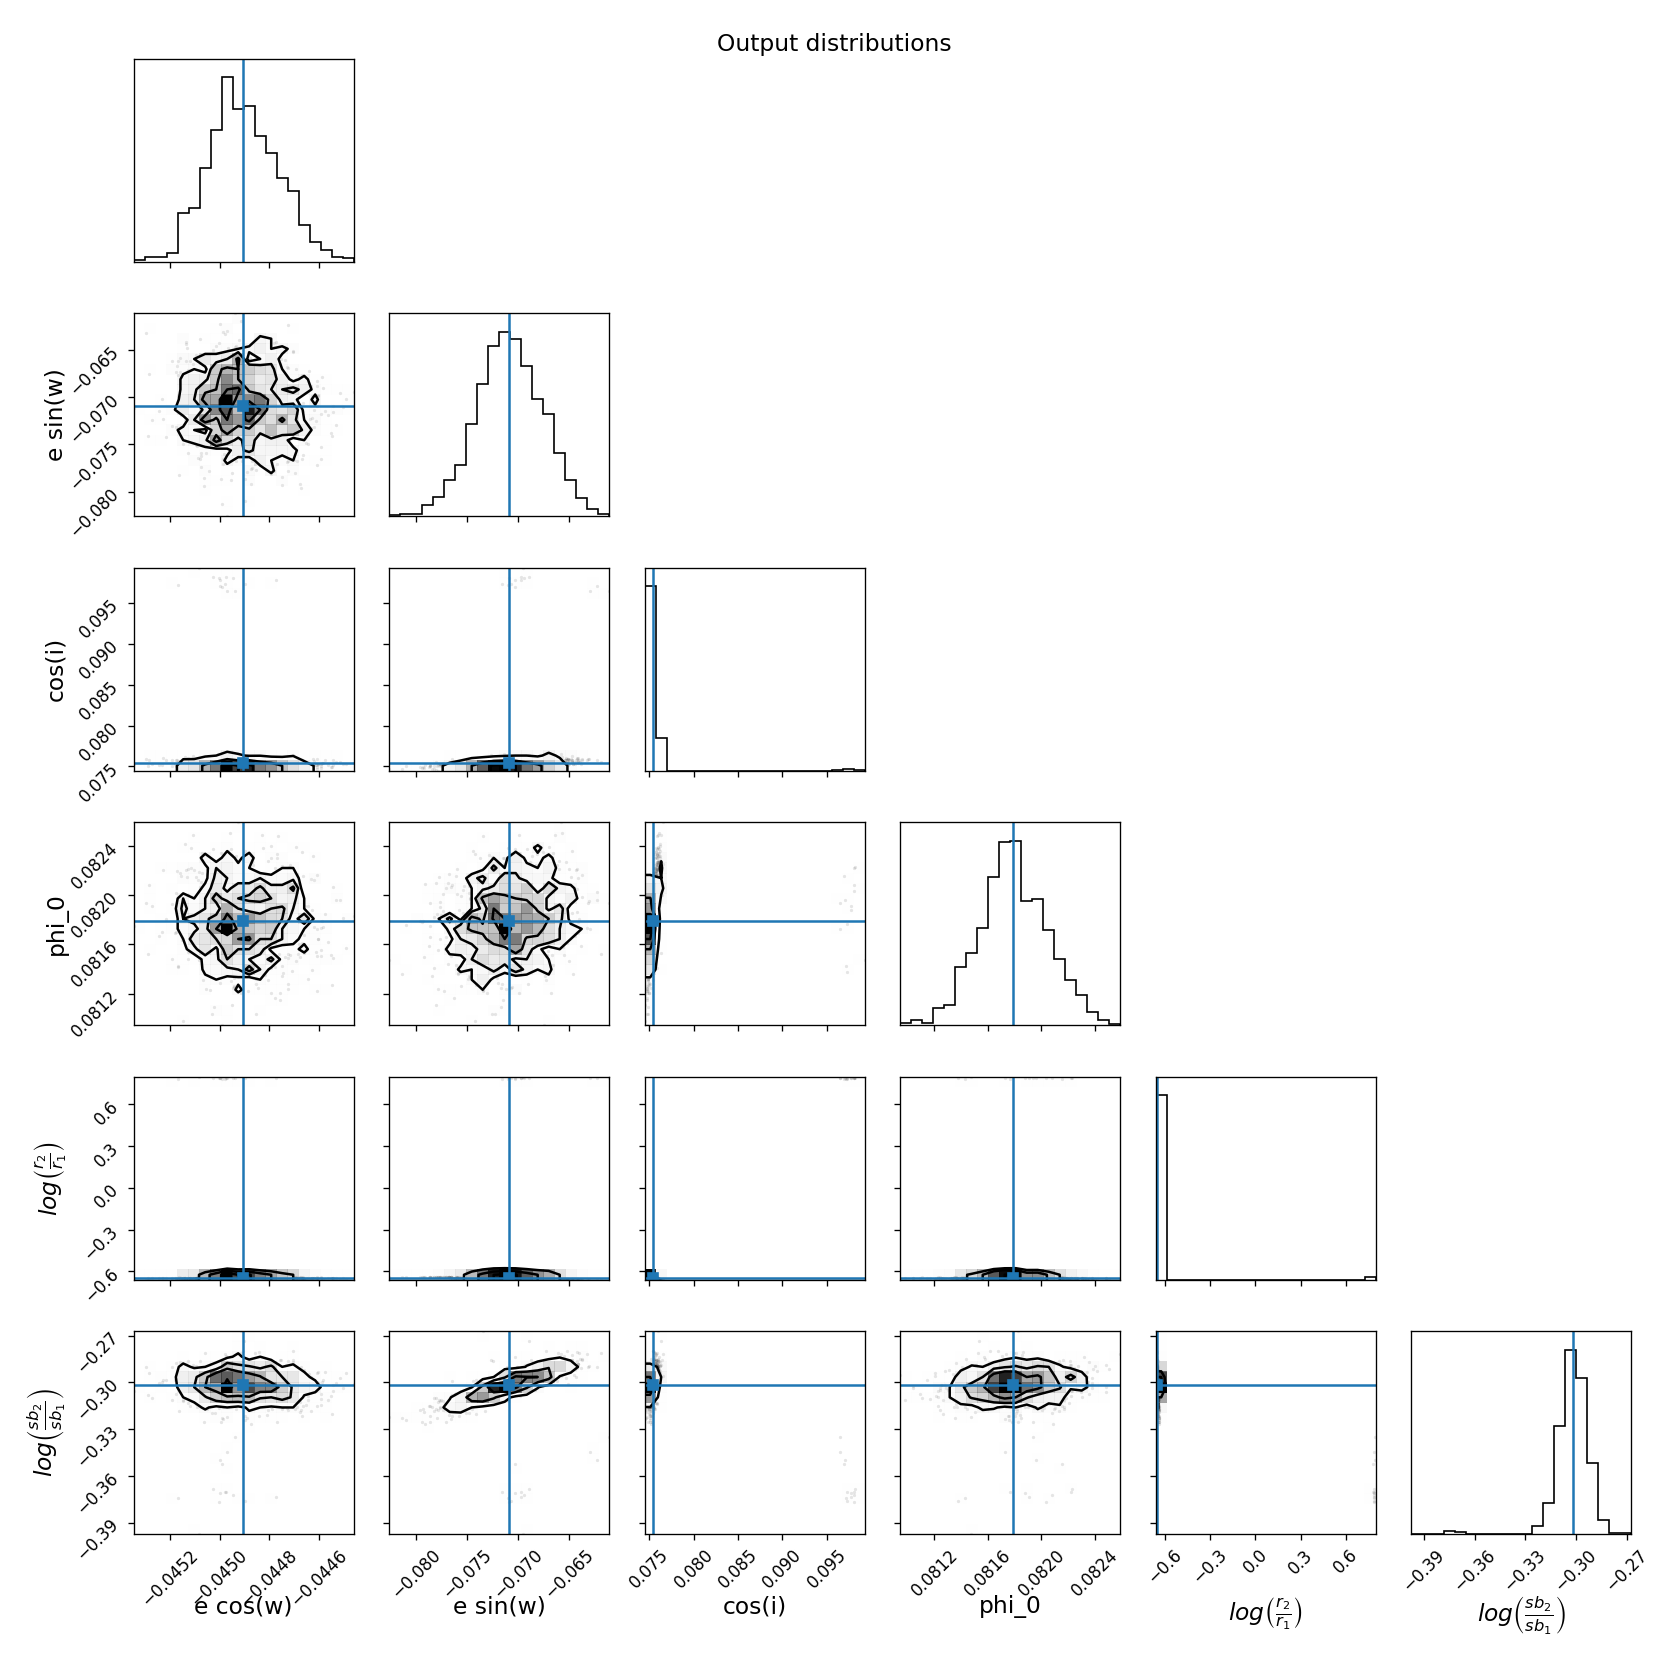 Output distributions
e sin(w)
−0.065
−0.070
−0.075
−0.080
cos(i)
0.095
0.090
0.085
0.080
0.075
phi_0
0.0824
0.0820
0.0816
0.0812
log(r₂/r₁)
0.6
0.3
0.0
−0.3
−0.6
log(sb₂/sb₁)
−0.27
−0.30
−0.33
−0.36
−0.39
−0.0452 −0.0450 −0.0448 −0.0446 −0.080 −0.075 −0.070 −0.065 0.075 0.080 0.085 0.090 0.095 0.0812 0.0816 0.0820 0.0824 −0.6 −0.3 0.0 0.3 0.6 −0.39 −0.36 −0.33 −0.30 −0.27
e cos(w) e sin(w) cos(i) phi_0 log(r₂/r₁) log(sb₂/sb₁)